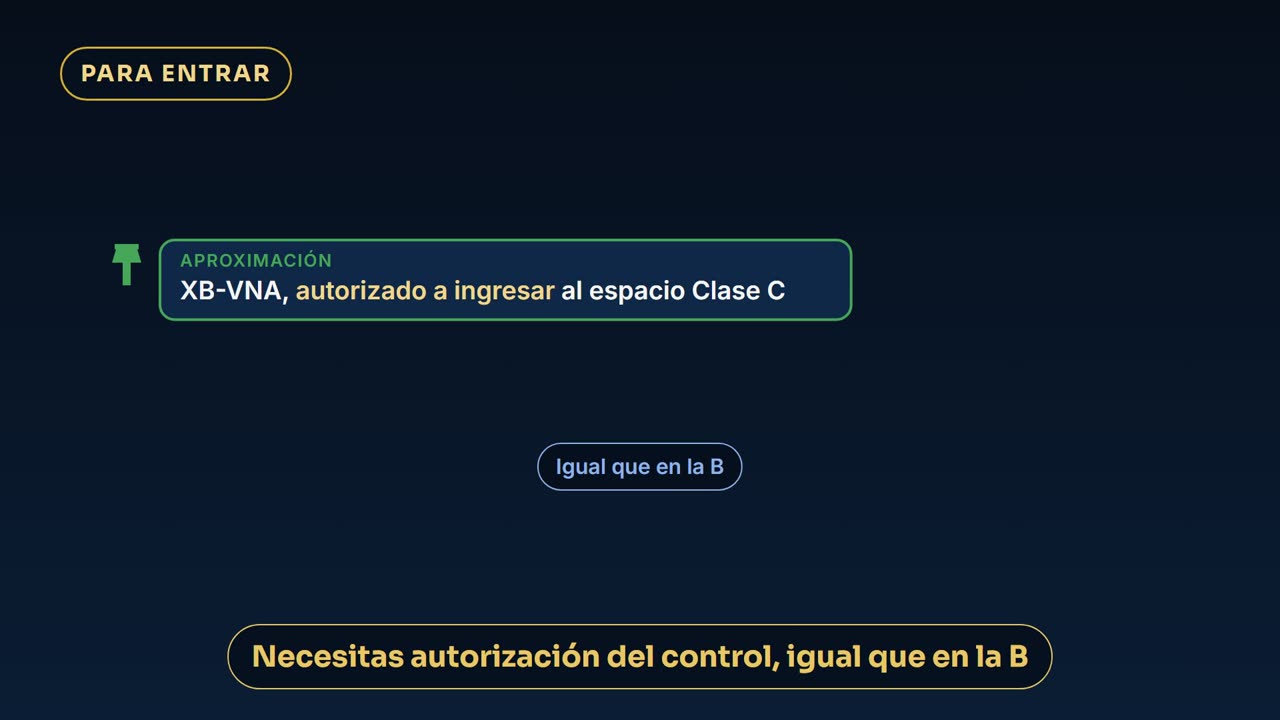 PARA ENTRAR
APROXIMACIÓN
XB-VNA, autorizado a ingresar al espacio Clase C
Igual que en la B
Necesitas autorización del control, igual que en la B